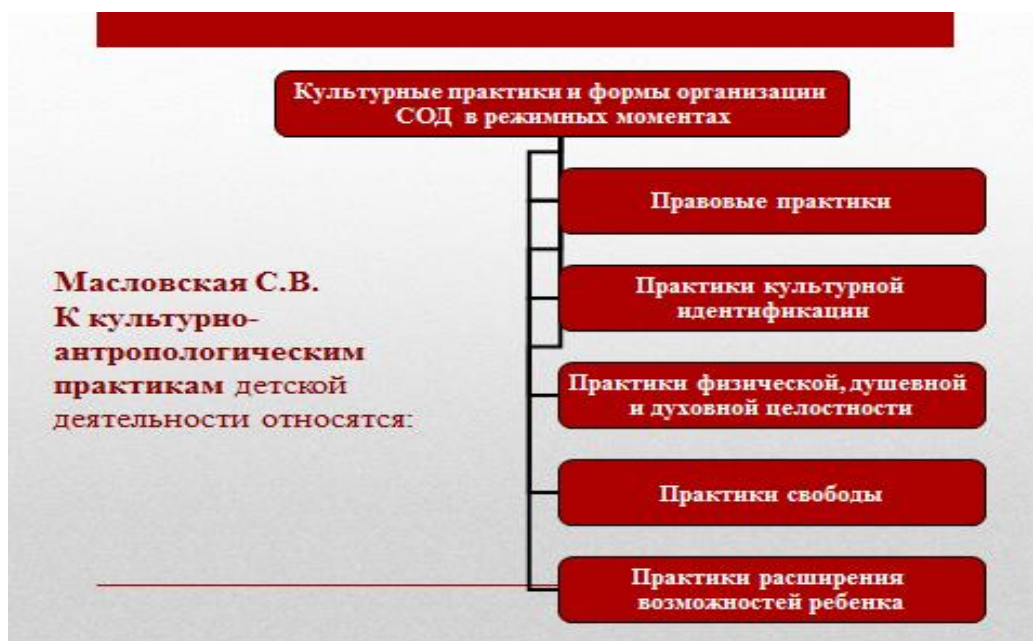 Культурные практики и формы организации
СОД в режимных моментах
Масловская С.В.
К культурно-
антропологическим
практикам детской
деятельности относятся:
Правовые практики
Практики культурной
идентификации
Практики физической, душевной
и духовной целостности
Практики свободы
Практики расширения
возможностей ребенка